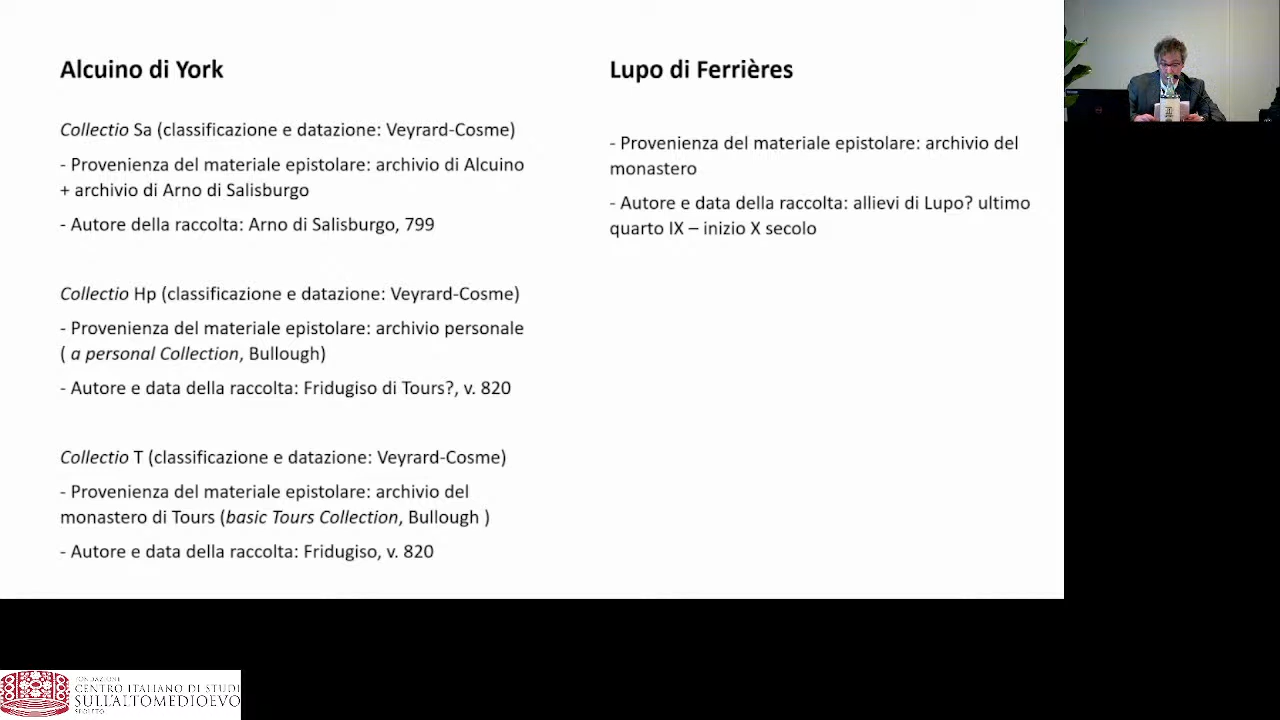 Alcuino di York
Collectio Sa (classificazione e datazione: Veyrard-Cosme)
- Provenienza del materiale epistolare: archivio di Alcuino
+ archivio di Arno di Salisburgo
- Autore della raccolta: Arno di Salisburgo, 799
Collectio Hp (classificazione e datazione: Veyrard-Cosme)
- Provenienza del materiale epistolare: archivio personale
( a personal Collection, Bullough)
- Autore e data della raccolta: Fridugiso di Tours?, v. 820
Collectio T (classificazione e datazione: Veyrard-Cosme)
- Provenienza del materiale epistolare: archivio del
monastero di Tours (basic Tours Collection, Bullough )
- Autore e data della raccolta: Fridugiso, v. 820
Lupo di Ferrières
- Provenienza del materiale epistolare: archivio del
monastero
- Autore e data della raccolta: allievi di Lupo? ultimo
quarto IX – inizio X secolo
FONDAZIONE
CENTRO ITALIANO DI STUDI
SULL'ALTOMEDIOEVO
SPOLETO